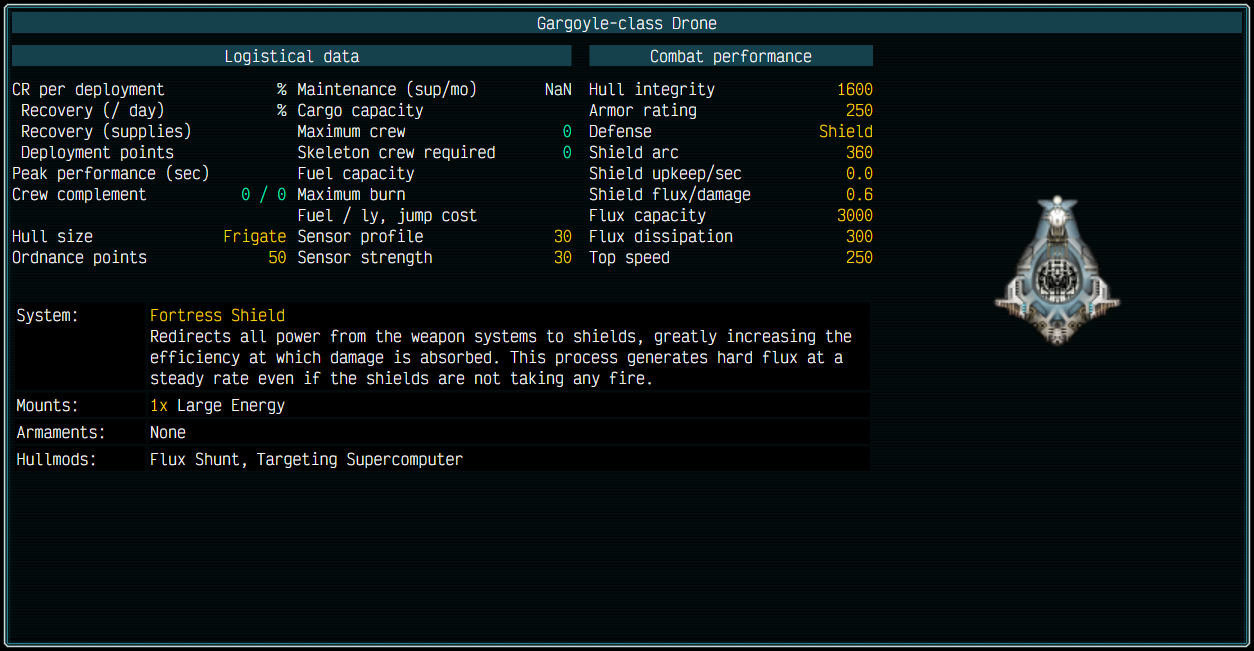 Gargoyle-class Drone
Logistical data
CR per deployment %
Recovery (/ day) %
Recovery (supplies)
Deployment points
Peak performance (sec)
Crew complement 0 / 0
Hull size Frigate
Ordnance points 50
Maintenance (sup/mo) NaN
Cargo capacity
Maximum crew 0
Skeleton crew required 0
Fuel capacity
Maximum burn
Fuel / ly, jump cost
Sensor profile 30
Sensor strength 30
Combat performance
Hull integrity 1600
Armor rating 250
Defense Shield
Shield arc 360
Shield upkeep/sec 0.0
Shield flux/damage 0.6
Flux capacity 3000
Flux dissipation 300
Top speed 250
System: Fortress Shield
Redirects all power from the weapon systems to shields, greatly increasing the
efficiency at which damage is absorbed. This process generates hard flux at a
steady rate even if the shields are not taking any fire.
Mounts: 1x Large Energy
Armaments: None
Hullmods: Flux Shunt, Targeting Supercomputer